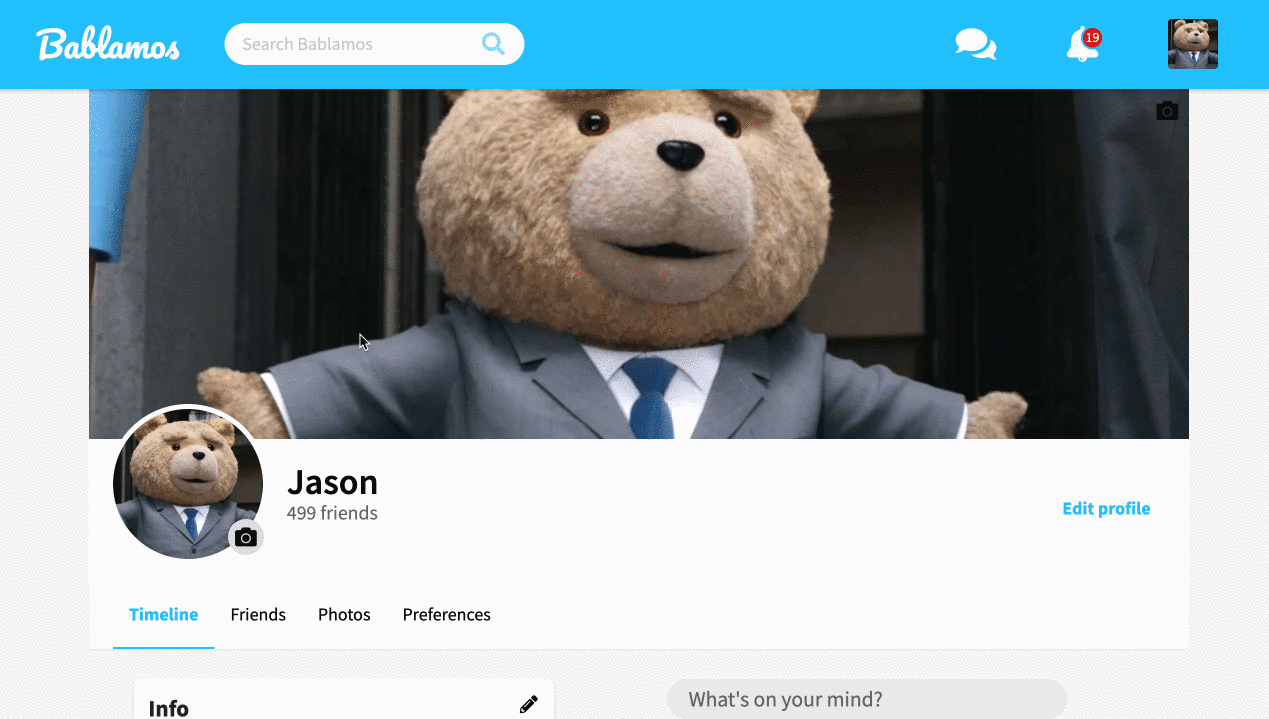 Bablamos
Search Bablamos
19
Jason
499 friends
Edit profile
Timeline Friends Photos Preferences
Info
What's on your mind?